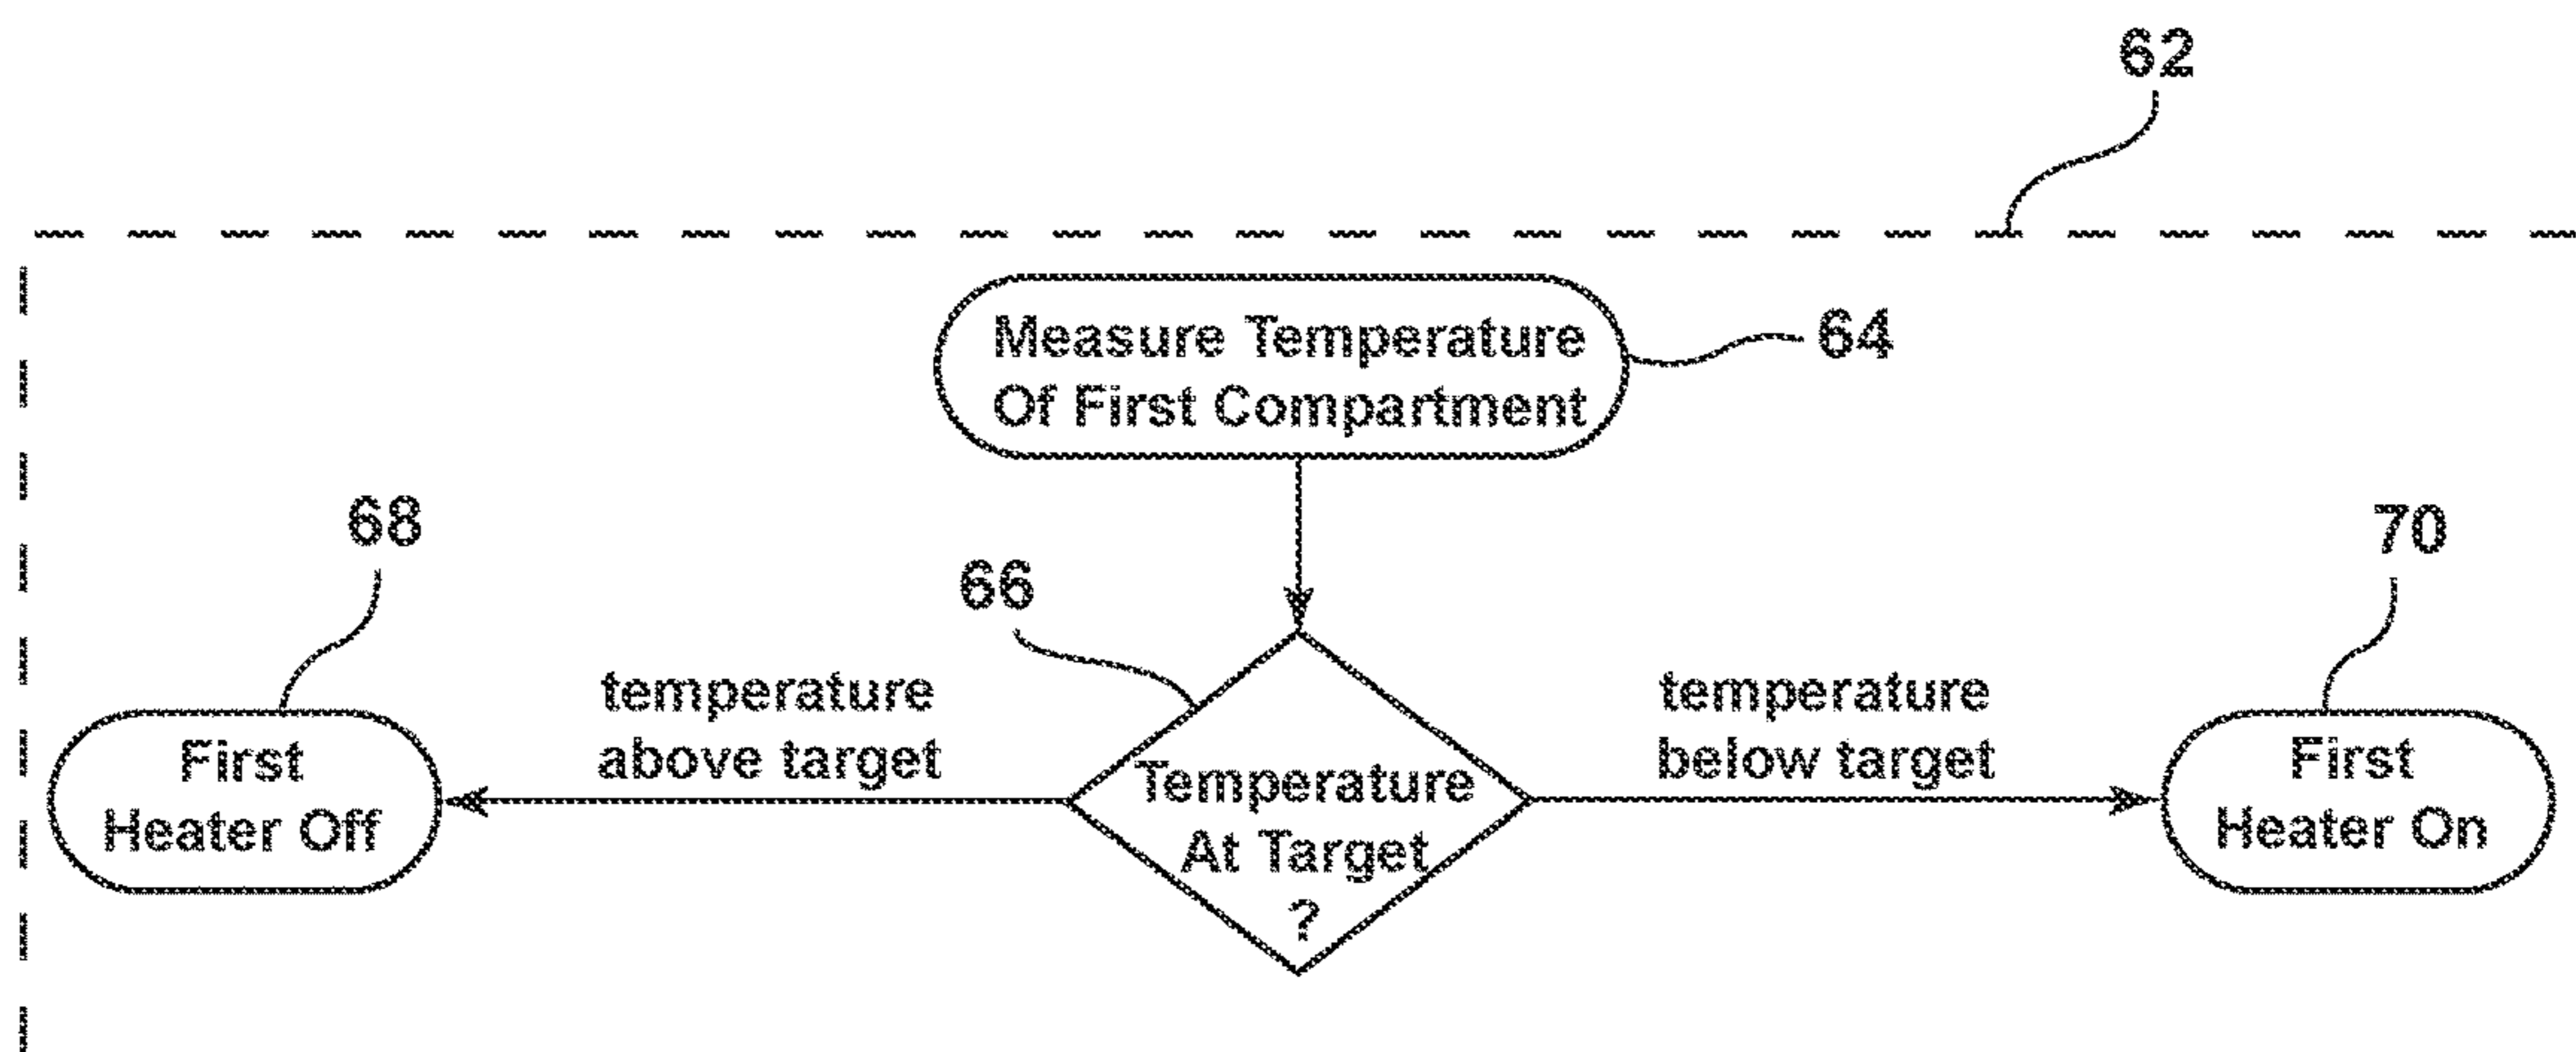 62
Measure Temperature
Of First Compartment
64
68
66
70
temperature
above target
temperature
below target
First
Heater Off
Temperature
At Target
?
First
Heater On